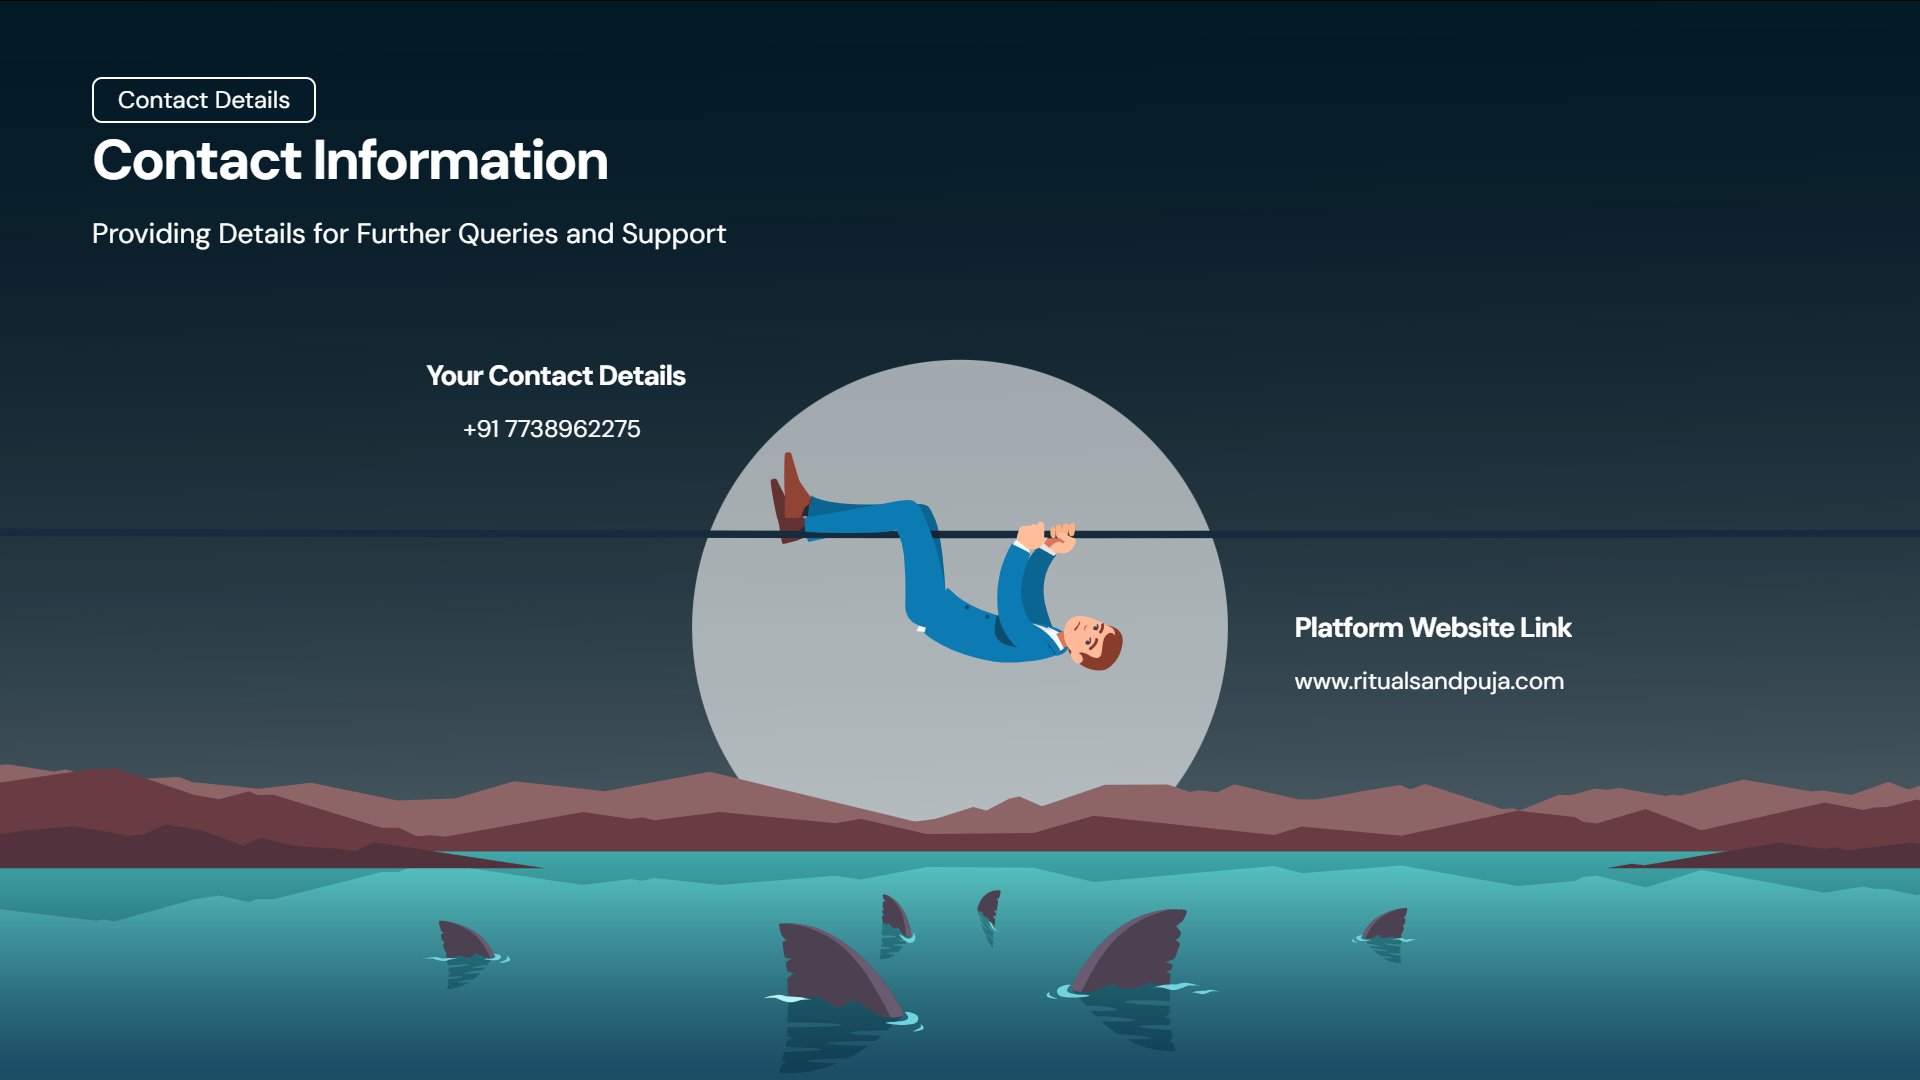 Contact Details
Contact Information
Providing Details for Further Queries and Support
Your Contact Details
+91 7738962275
Platform Website Link
www.ritualsandpuja.com